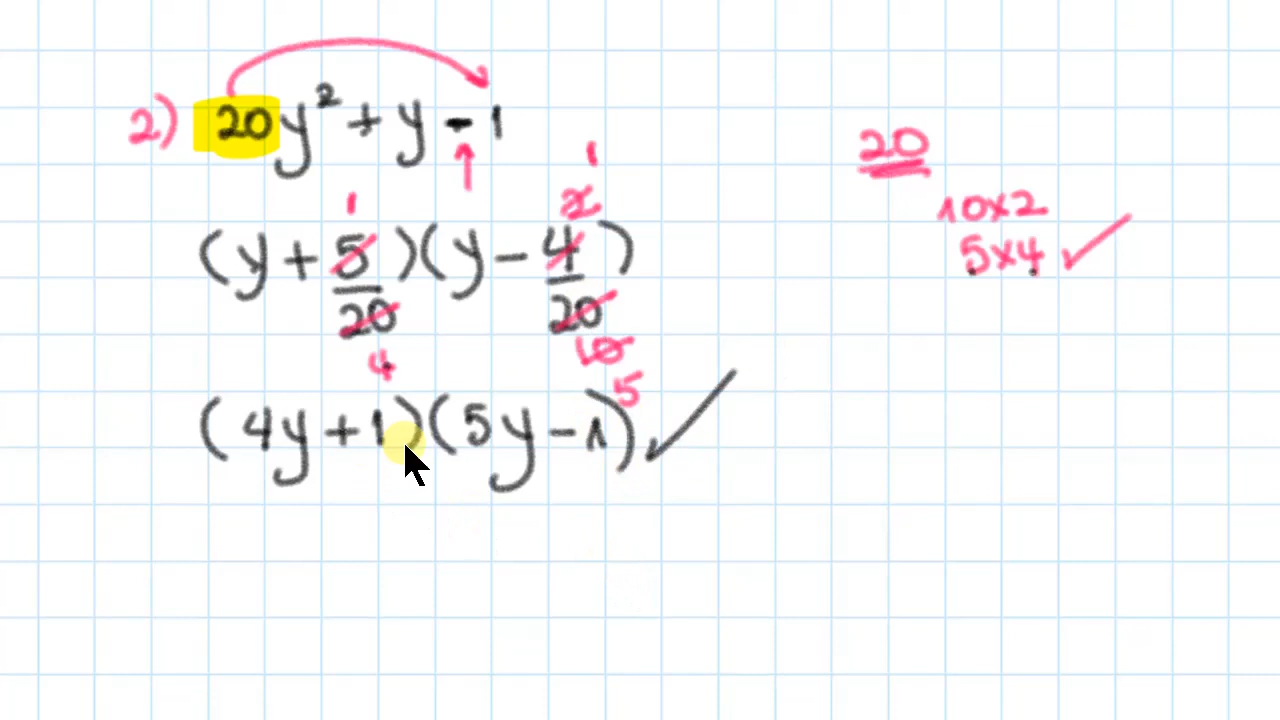 2) 20y² + y - 1
20
10x2
5x4 ✓
1 1
2
(y + 5/20)(y - 4/20)
4 10
5
(4y + 1)(5y - 1) ✓